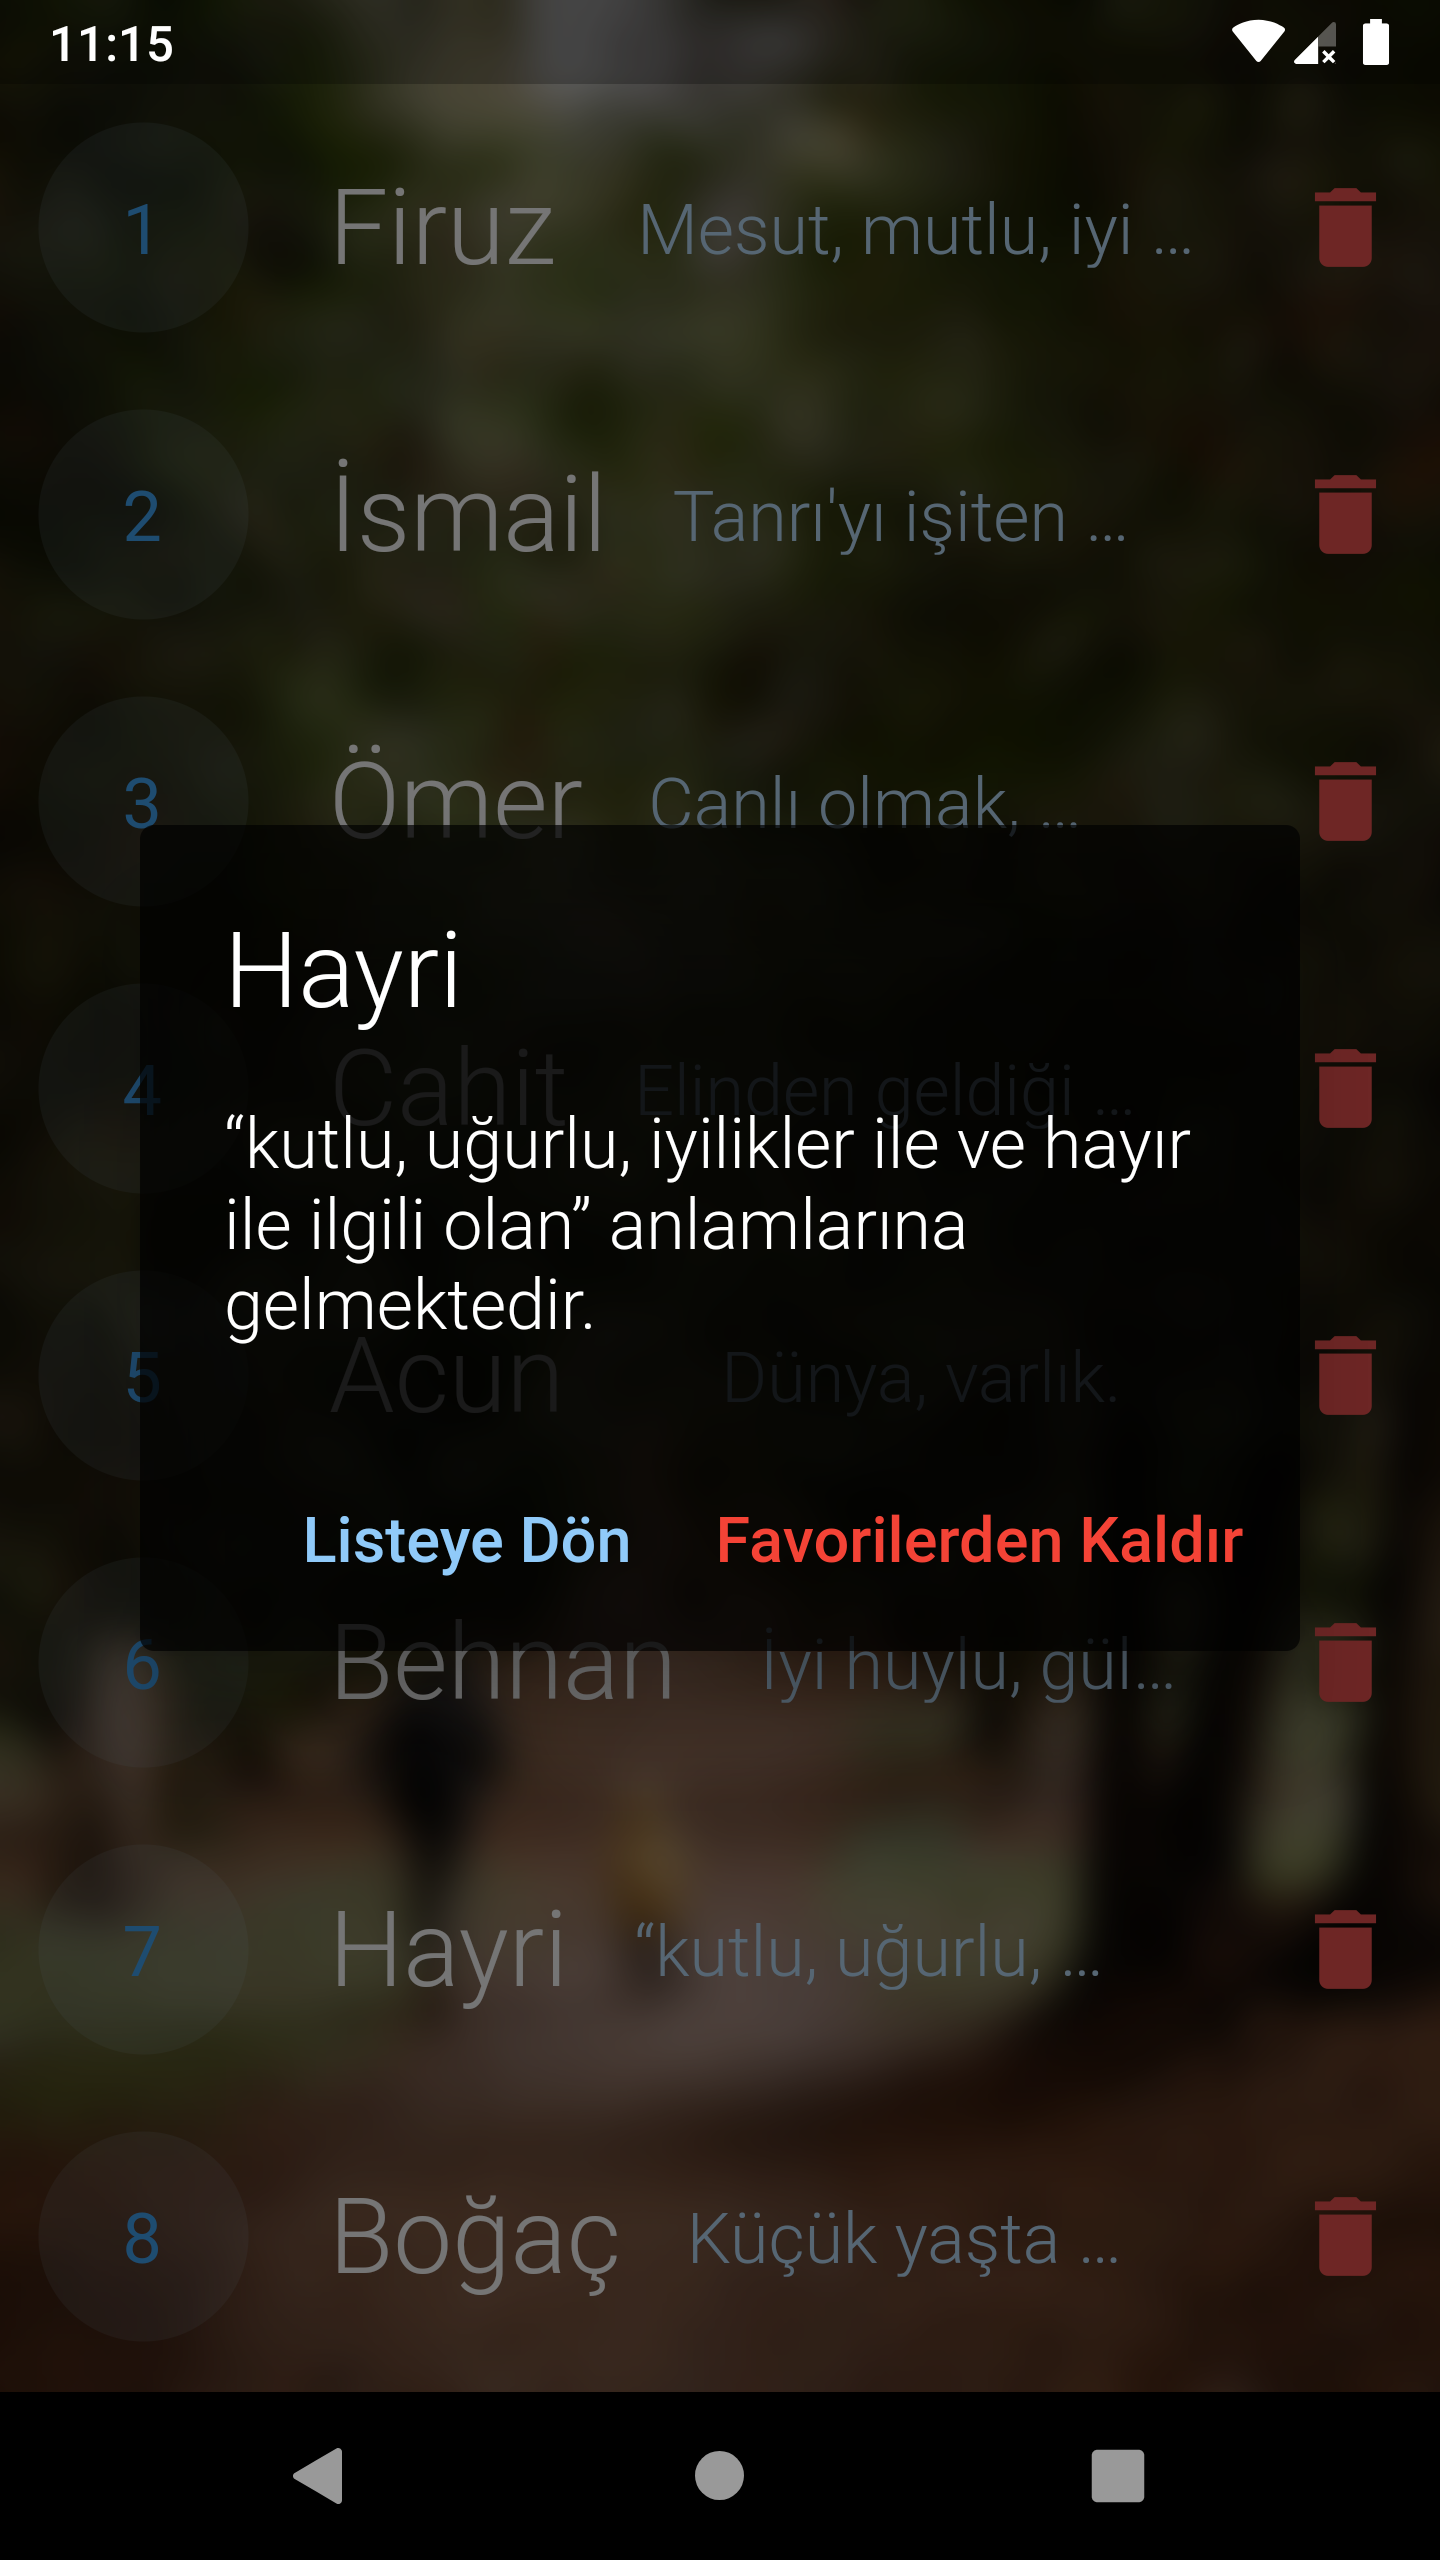 11:15
1 Firuz Mesut, mutlu, iyi ...
2 İsmail Tanrı'yı işiten ...
3 Ömer Canlı olmak, ...
Hayri
4 Cahit Elinden geldiği ...
“kutlu, uğurlu, iyilikler ile ve hayır
ile ilgili olan” anlamlarına
gelmektedir.
5 Acun Dünya, varlık.
Listeye Dön Favorilerden Kaldır
6 Behnan İyi huylu, gül...
7 Hayri “kutlu, uğurlu, ...
8 Boğaç Küçük yaşta ...